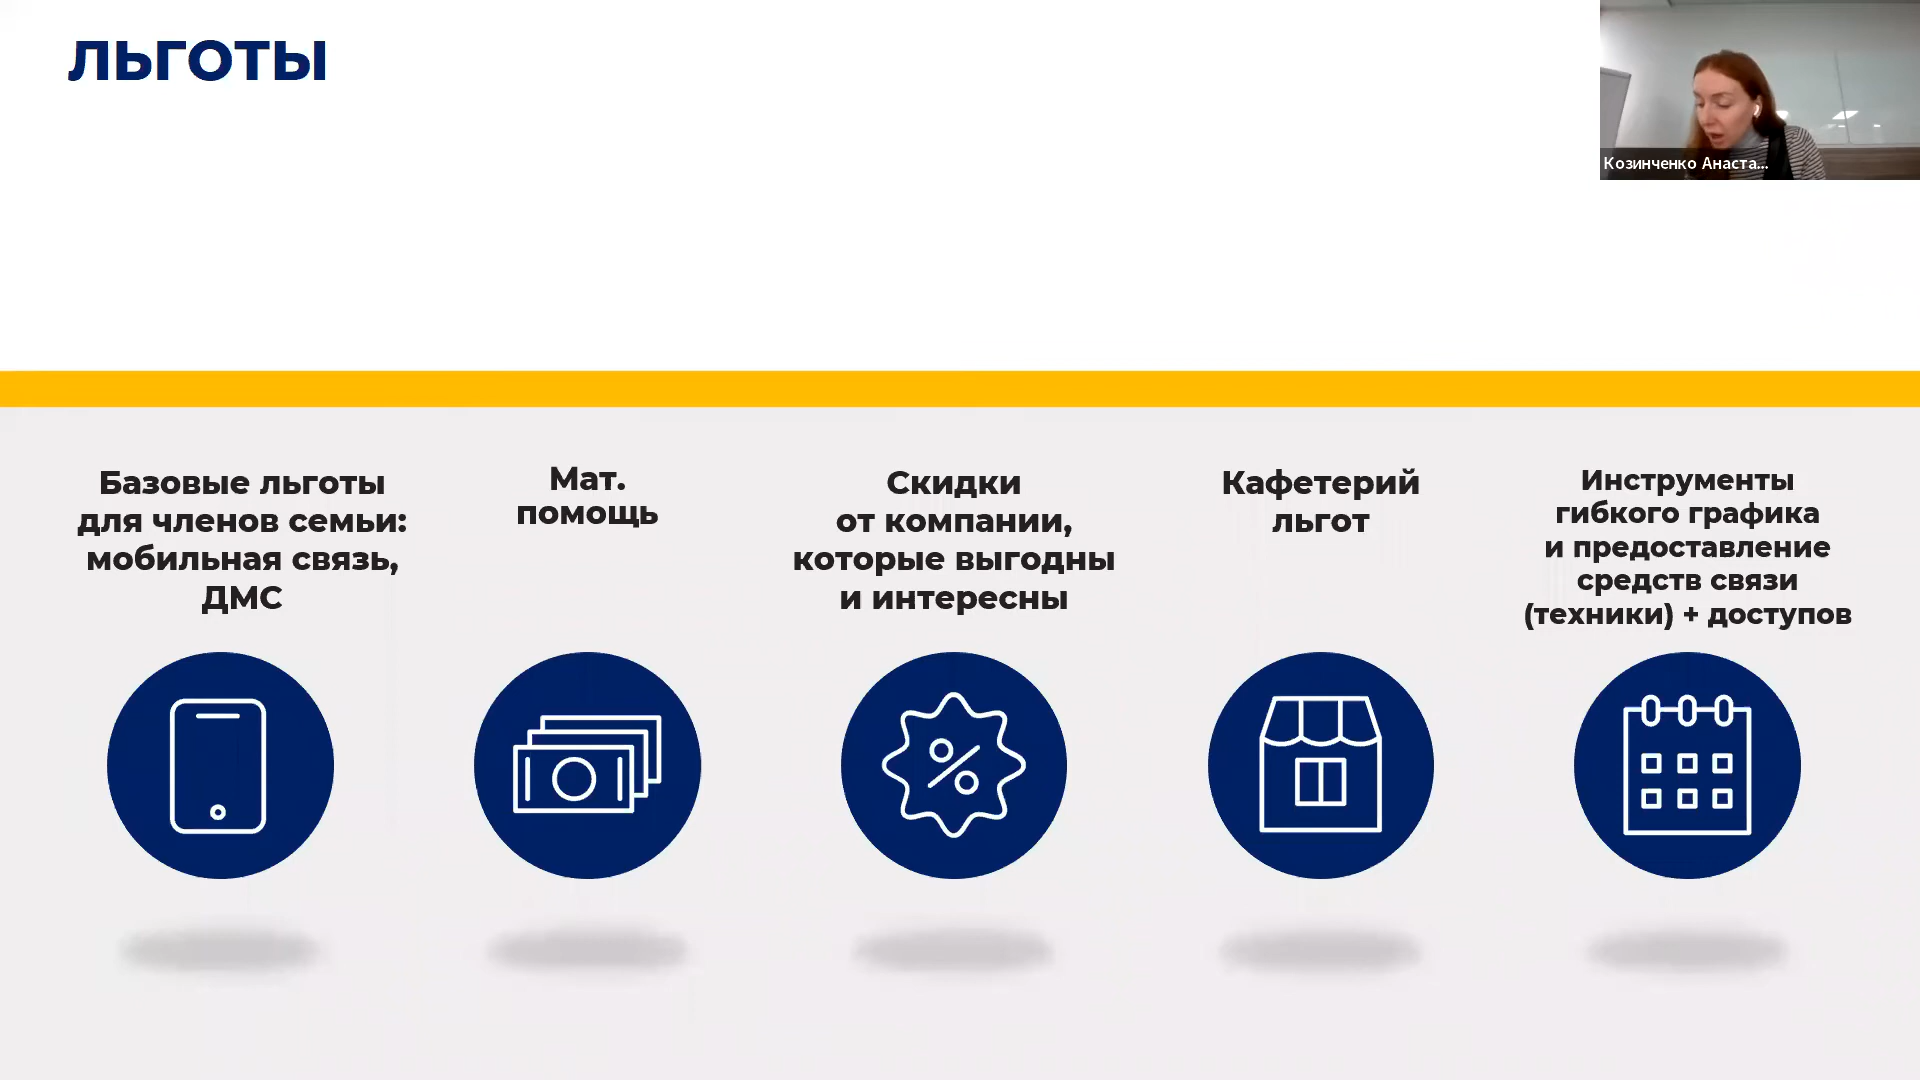 ЛЬГОТЫ
Козинченко Анаста...
Базовые льготы
для членов семьи:
мобильная связь,
ДМС
Мат.
помощь
Скидки
от компании,
которые выгодны
и интересны
Кафетерий
льгот
Инструменты
гибкого графика
и предоставление
средств связи
(техники) + доступов